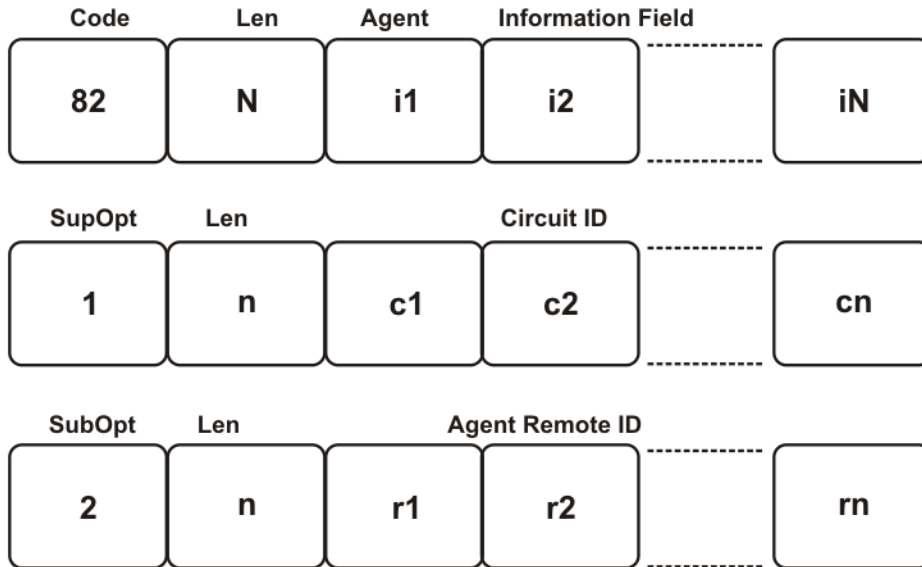 Code Len Agent Information Field
82 N i1 i2 iN
SupOpt Len Circuit ID
1 n c1 c2 cn
SubOpt Len Agent Remote ID
2 n r1 r2 rn